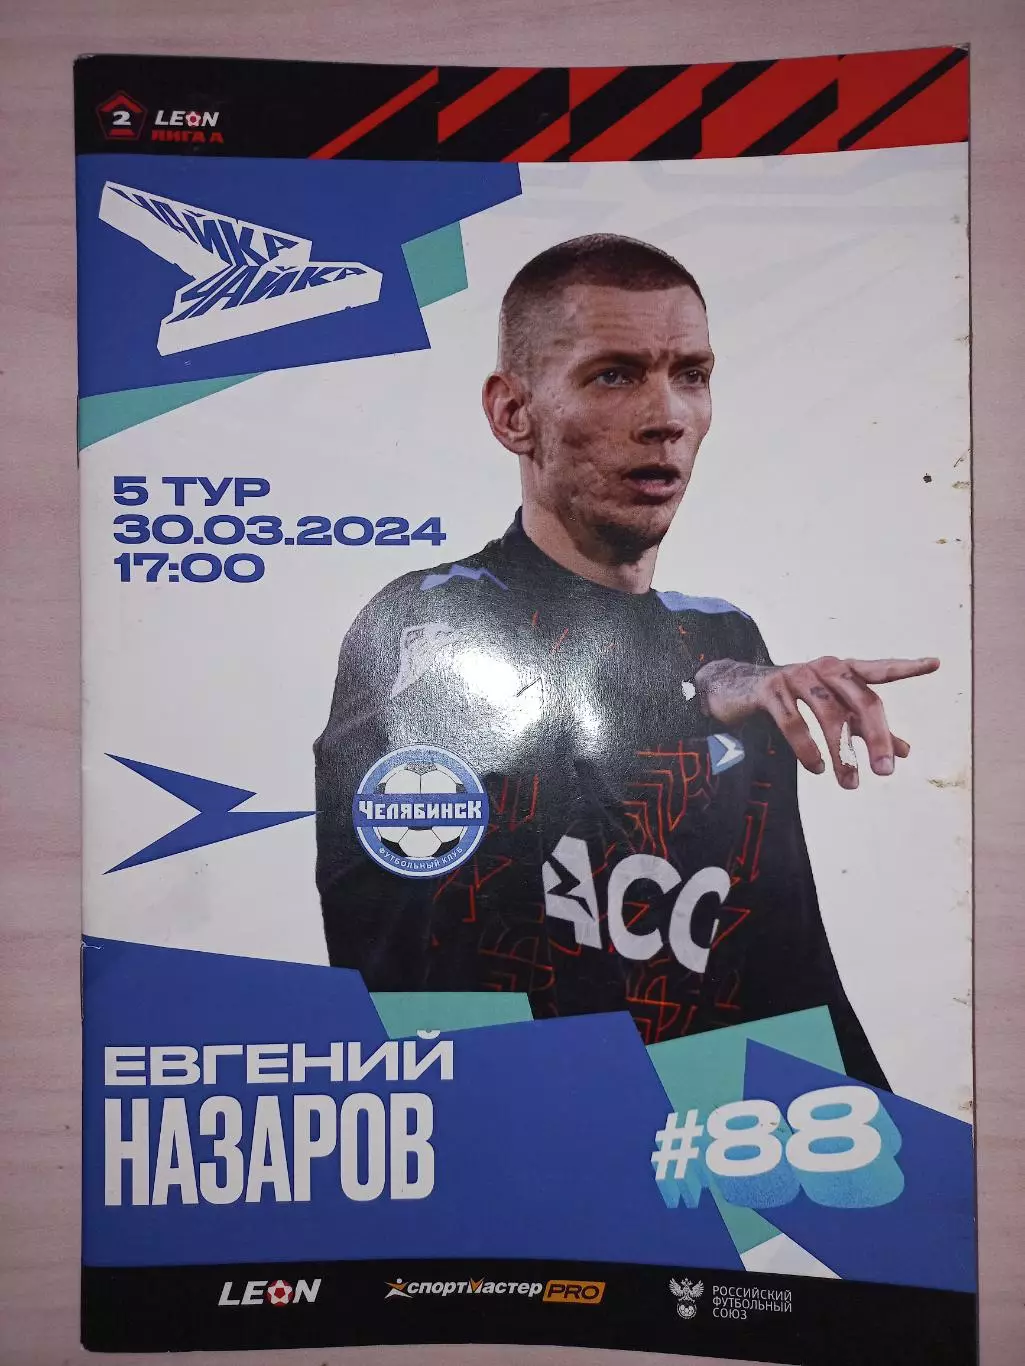 2 LEON
ЛИГА А
ЧАЙКА
ЧАЙКА
5 ТУР
30.03.2024
17:00
ЧЕЛЯБИНСК
ФУТБОЛЬНЫЙ КЛУБ
АСС
ЕВГЕНИЙ
НАЗАРОВ
#88
LEON
СПОРТМАСТЕР PRO
РОССИЙСКИЙ
ФУТБОЛЬНЫЙ
СОЮЗ